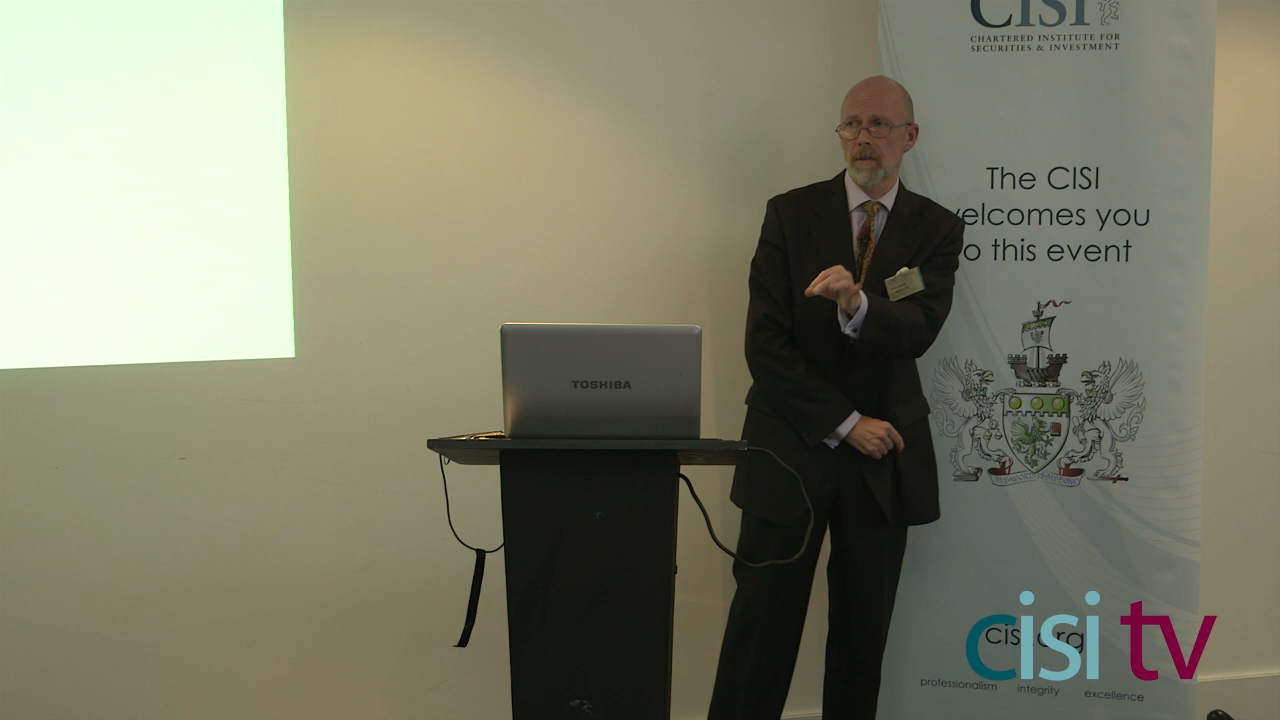 CISI
CHARTERED INSTITUTE FOR
SECURITIES & INVESTMENT
The CISI
welcomes you
to this event
TOSHIBA
cisi.org
cisi tv
professionalism integrity excellence